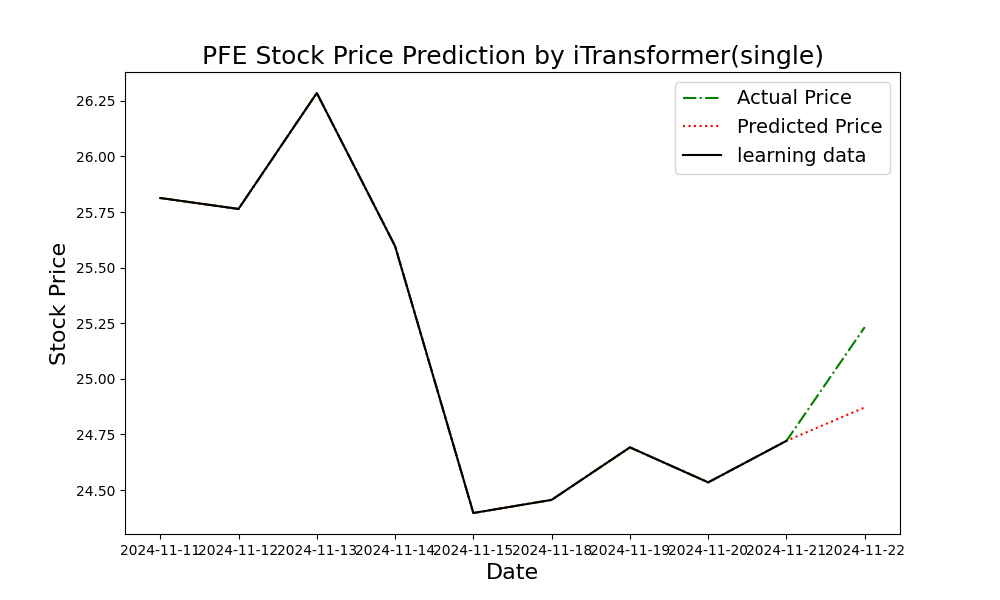 PFE Stock Price Prediction by iTransformer(single)
Actual Price
Predicted Price
learning data
Stock Price
26.25
26.00
25.75
25.50
25.25
25.00
24.75
24.50
2024-11-11 2024-11-12 2024-11-13 2024-11-14 2024-11-15 2024-11-18 2024-11-19 2024-11-20 2024-11-21 2024-11-22
Date